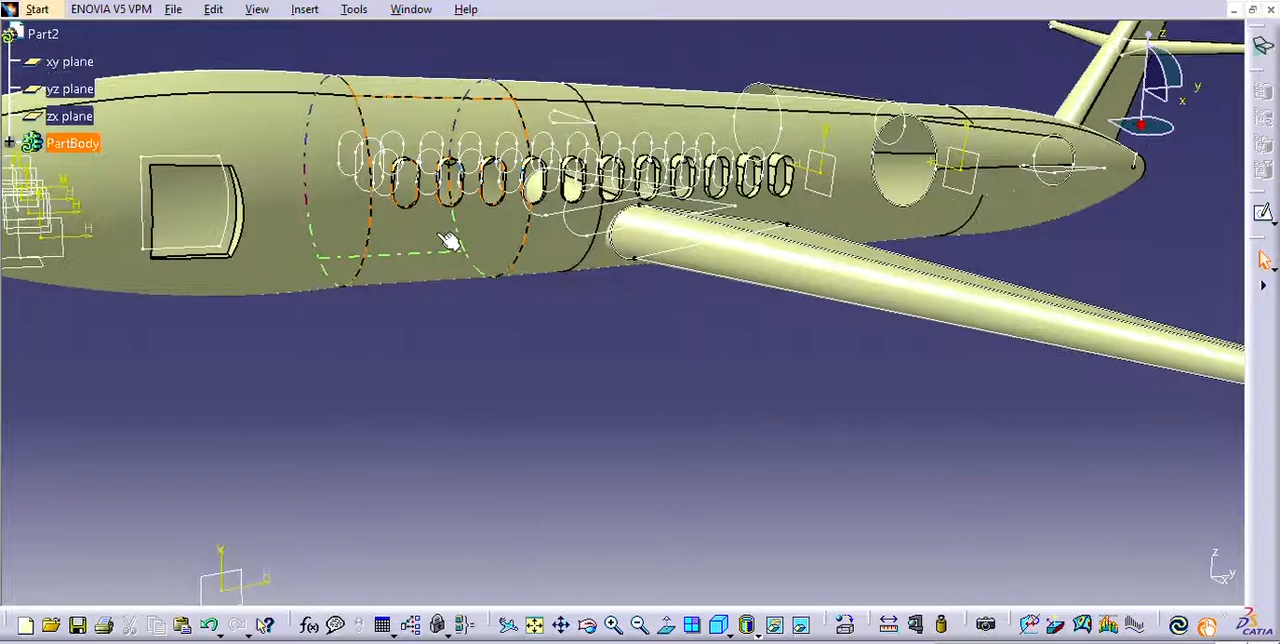 Start ENOVIA V5 VPM File Edit View Insert Tools Window Help
Part2
xy plane
yz plane
zx plane
PartBody
z
y
x
H
H
H
V
H
f(x)
z
y
x
CATIA